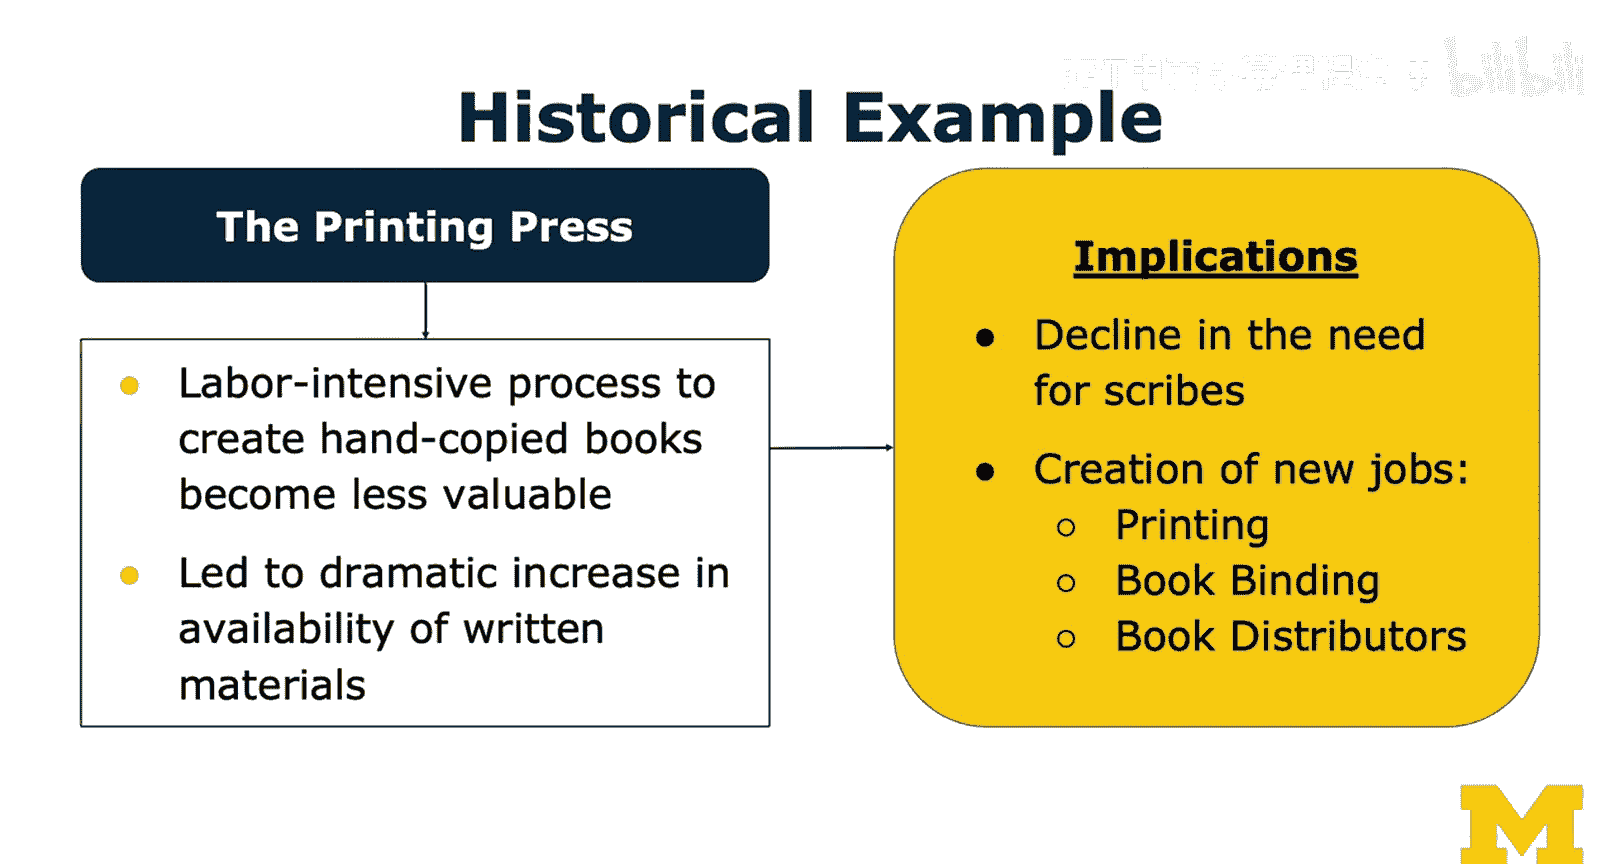 bilibili
Historical Example
The Printing Press
● Labor-intensive process to
create hand-copied books
become less valuable
● Led to dramatic increase in
availability of written
materials
Implications
● Decline in the need
for scribes
● Creation of new jobs:
○ Printing
○ Book Binding
○ Book Distributors
M